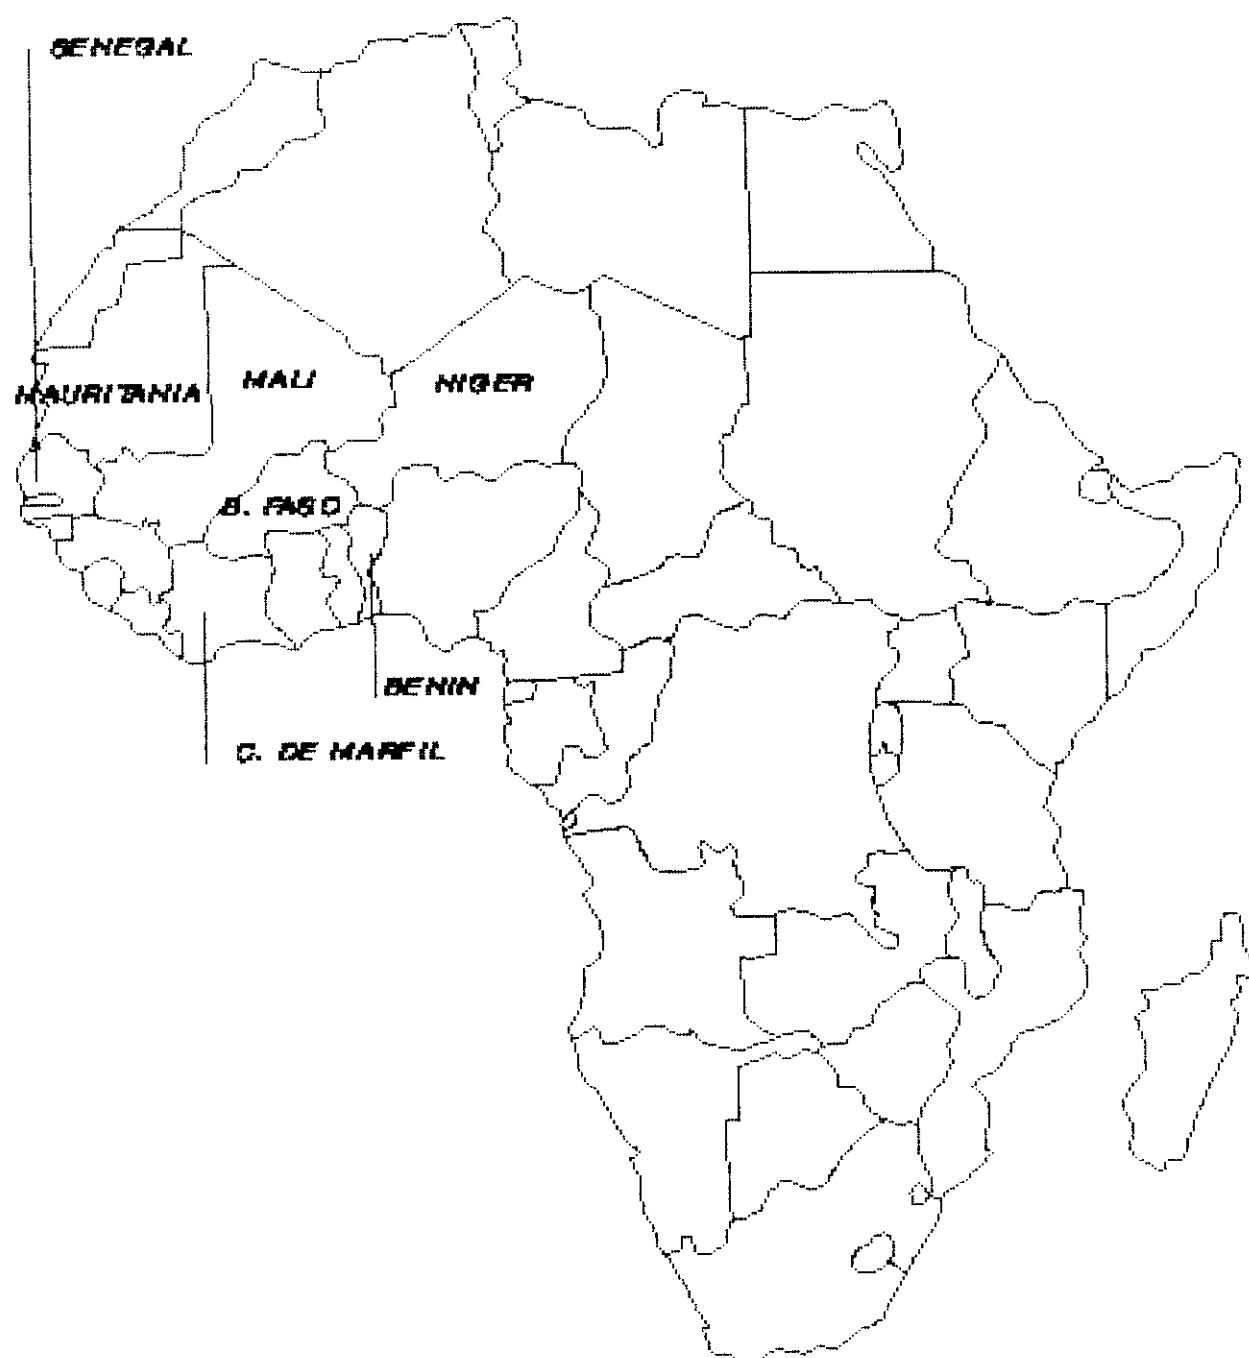 SENEGAL
MAURITANIA
MALI
NIGER
B. FASO
BENIN
C. DE MARFIL